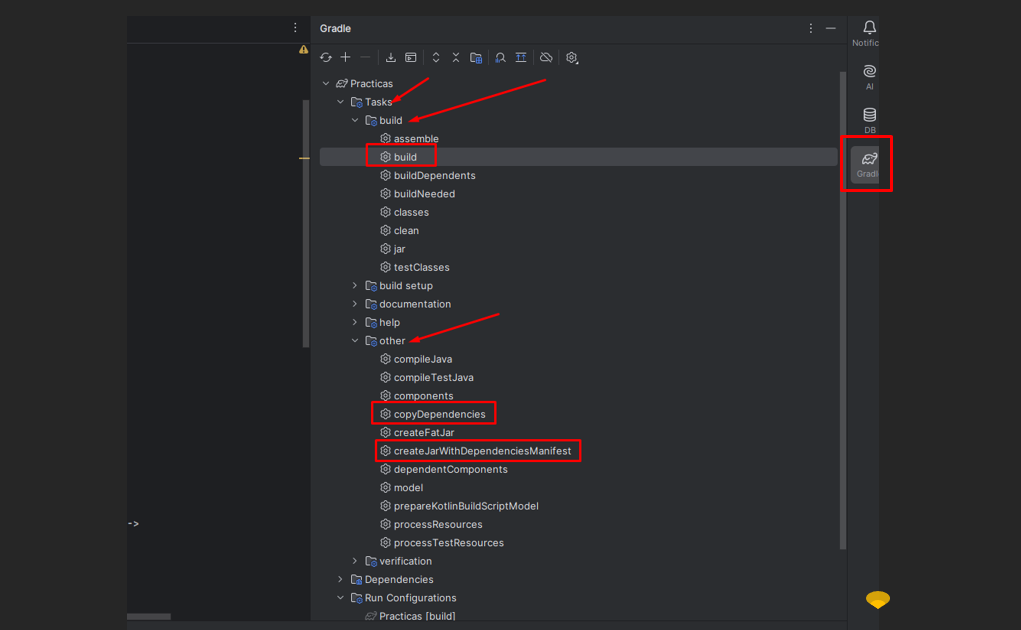 Gradle
Notific
AI
DB
Gradl
Practicas
Tasks
build
assemble
build
buildDependents
buildNeeded
classes
clean
jar
testClasses
build setup
documentation
help
other
compileJava
compileTestJava
components
copyDependencies
createFatJar
createJarWithDependenciesManifest
dependentComponents
model
prepareKotlinBuildScriptModel
->
processResources
processTestResources
verification
Dependencies
Run Configurations
Practicas [build]